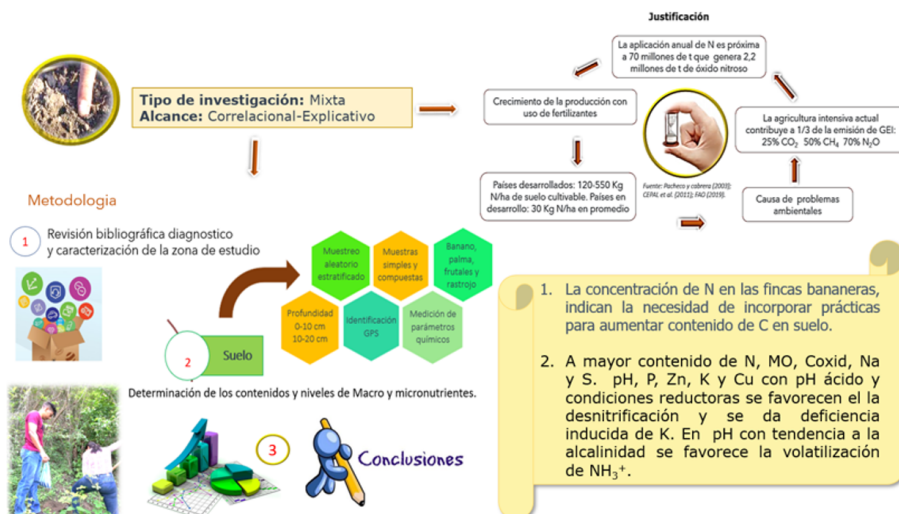 Justificación
La aplicación anual de N es próxima
a 70 millones de t que genera 2,2
millones de t de óxido nitroso
Crecimiento de la producción con
uso de fertilizantes
La agricultura intensiva actual
contribuye a 1/3 de la emisión de GEI:
25% CO₂ 50% CH₄ 70% N₂O
Países desarrollados: 120-550 Kg
N/ha de suelo cultivable. Países en
desarrollo: 30 Kg N/ha en promedio
Fuente: Pacheco y cabrera (2003);
CEPAL et al. (2011); FAO (2019).
Causa de problemas
ambientales
Tipo de investigación: Mixta
Alcance: Correlacional-Explicativo
Metodologia
1
Revisión bibliográfica diagnostico
y caracterización de la zona de estudio
Muestreo
aleatorio
estratificado
Muestras
simples y
compuestas
Banano,
palma,
frutales y
rastrojo
Profundidad
0-10 cm
10-20 cm
Identificación
GPS
Medición de
parámetros
químicos
2
Suelo
Determinación de los contenidos y niveles de Macro y micronutrientes.
3
Conclusiones
1. La concentración de N en las fincas bananeras,
indican la necesidad de incorporar prácticas
para aumentar contenido de C en suelo.
2. A mayor contenido de N, MO, Coxid, Na
y S. pH, P, Zn, K y Cu con pH ácido y
condiciones reductoras se favorecen el la
desnitrificación y se da deficiencia
inducida de K. En pH con tendencia a la
alcalinidad se favorece la volatilización
de NH₃⁺.